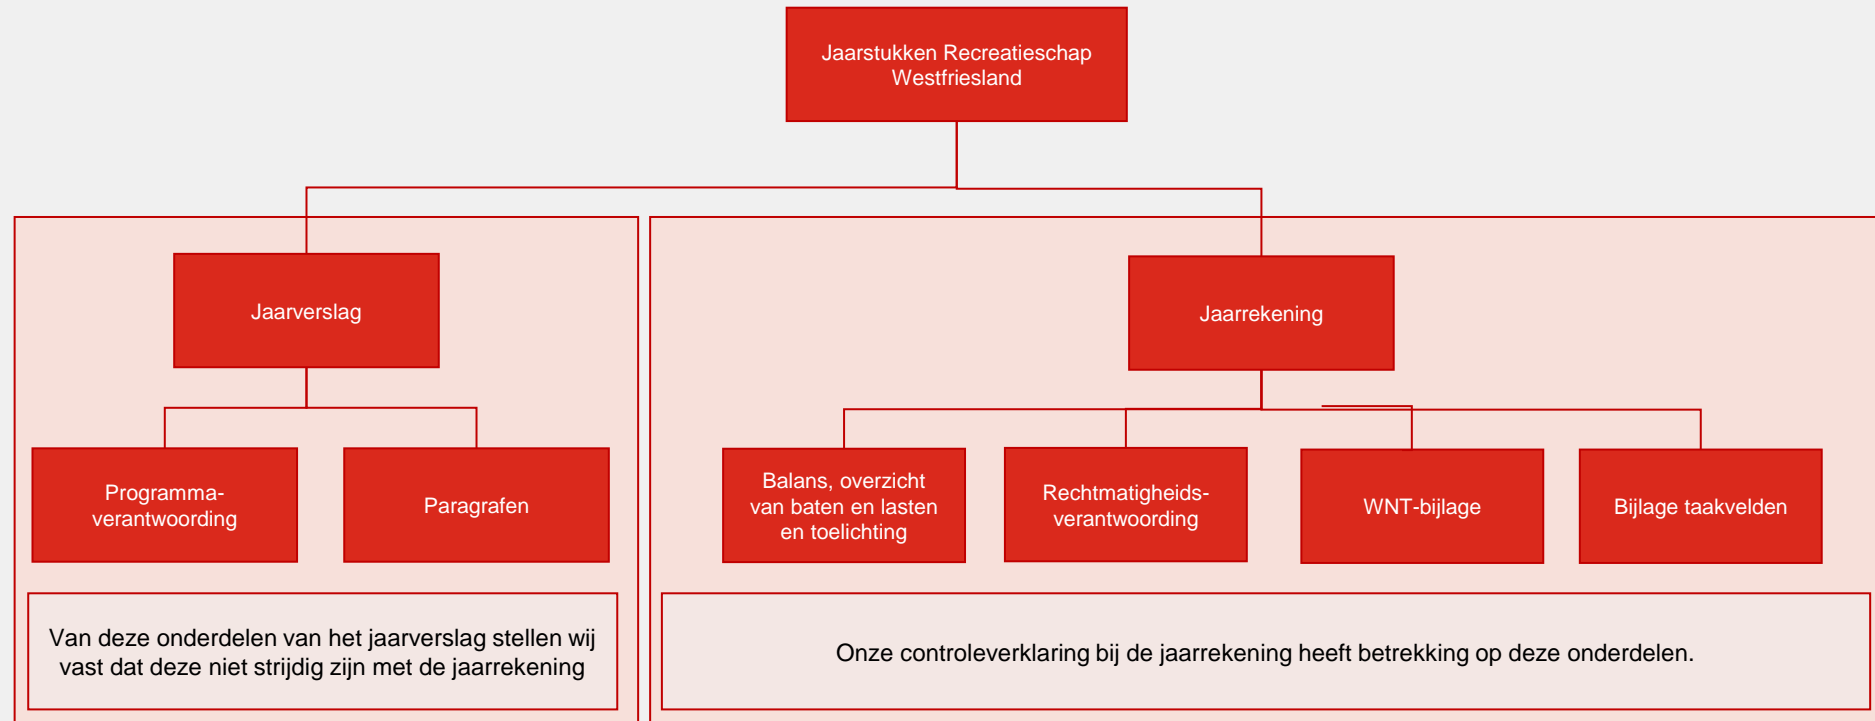 Jaarstukken Recreatieschap
Westfriesland
Jaarverslag
Jaarrekening
Programma-
verantwoording
Paragrafen
Balans, overzicht
van baten en lasten
en toelichting
Rechtmatigheids-
verantwoording
WNT-bijlage
Bijlage taakvelden
Van deze onderdelen van het jaarverslag stellen wij
vast dat deze niet strijdig zijn met de jaarrekening
Onze controleverklaring bij de jaarrekening heeft betrekking op deze onderdelen.